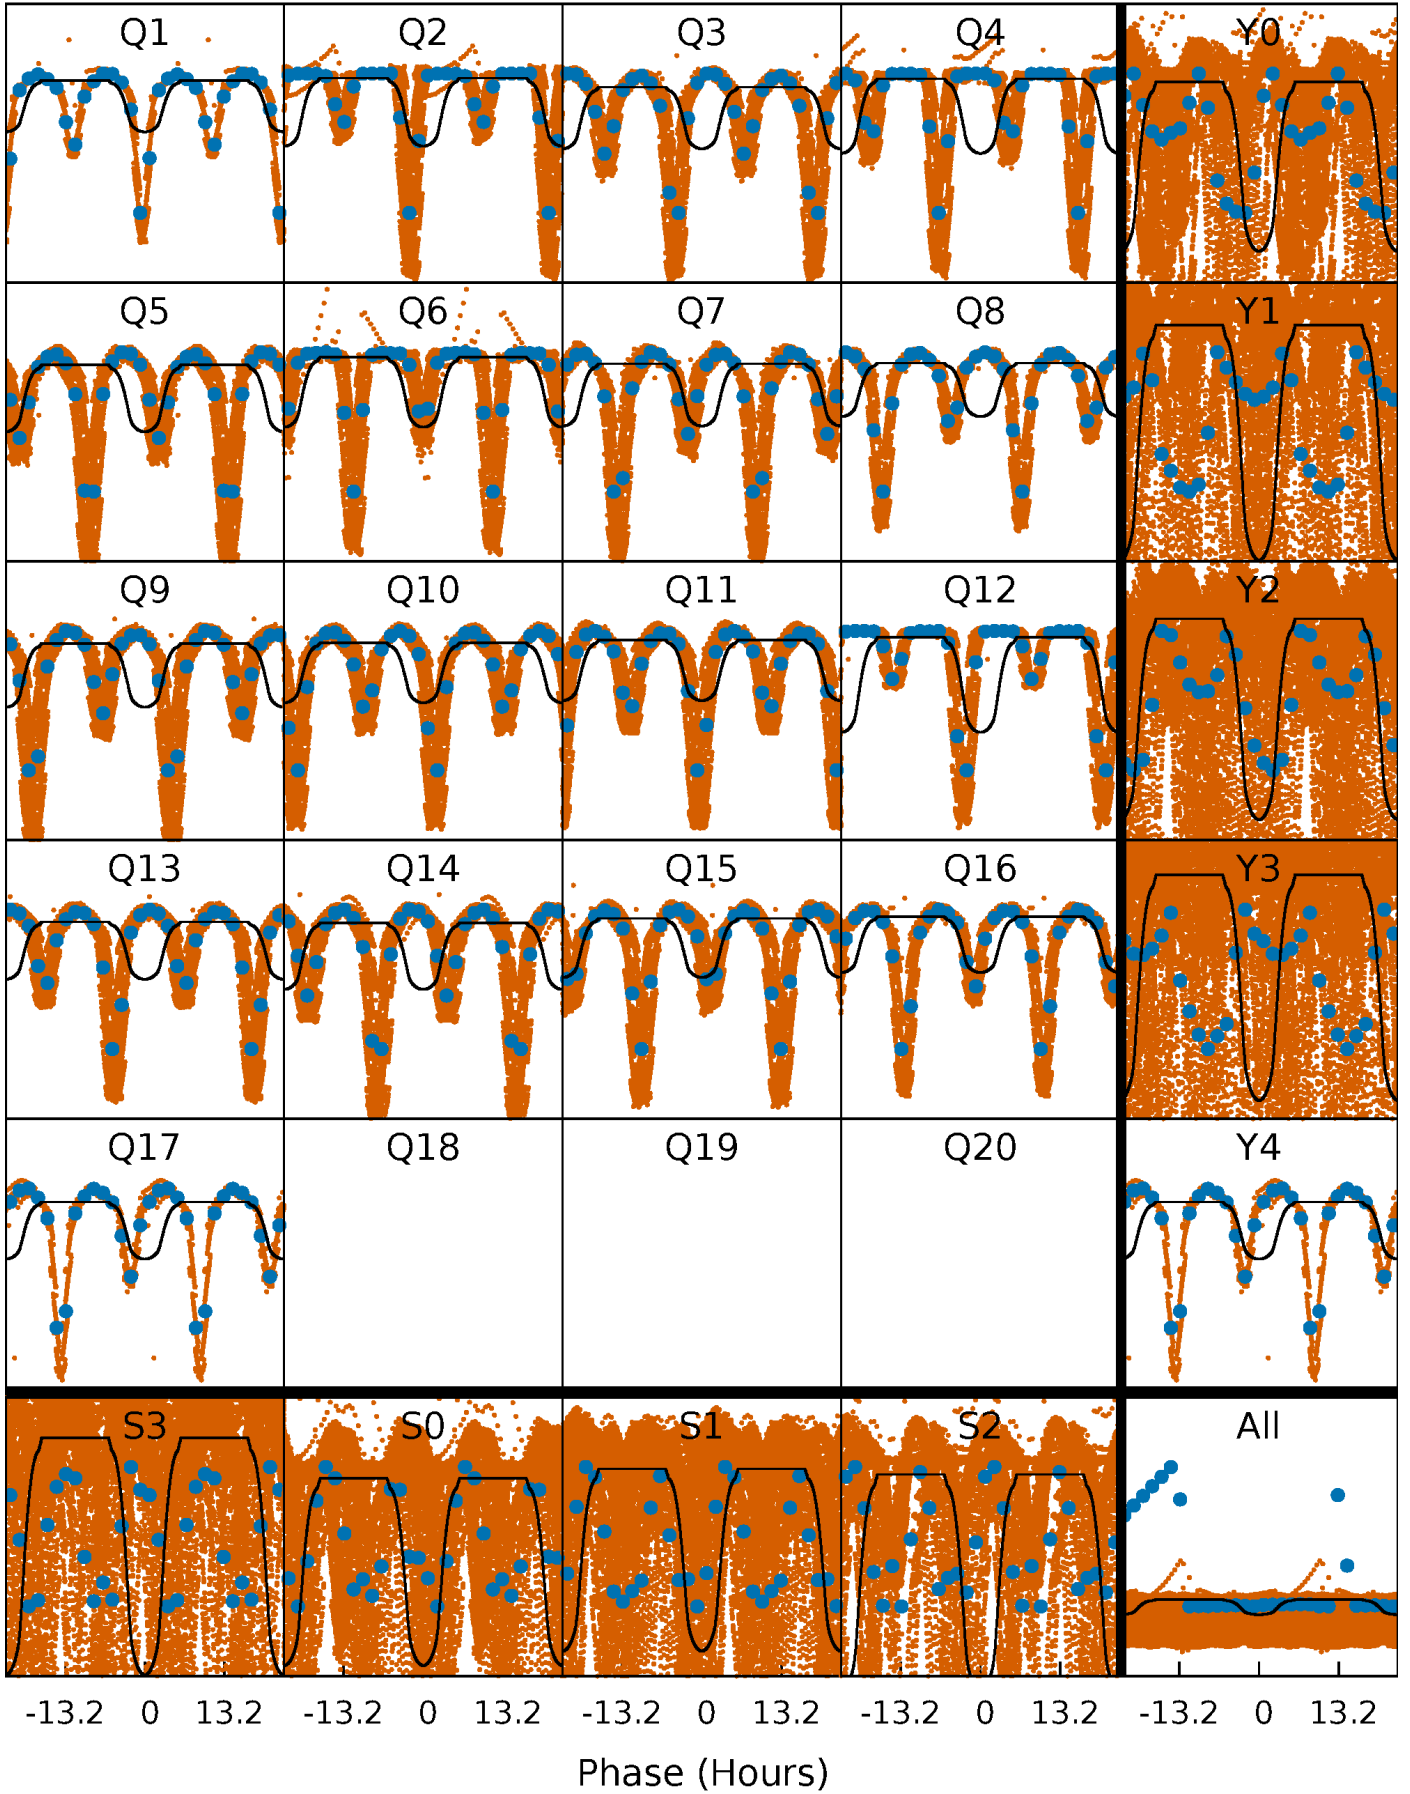 Q1 Q2 Q3 Q4 Y0
Q5 Q6 Q7 Q8 Y1
Q9 Q10 Q11 Q12 Y2
Q13 Q14 Q15 Q16 Y3
Q17 Q18 Q19 Q20 Y4
S3 S0 S1 S2 All
-13.2 0 13.2 -13.2 0 13.2 -13.2 0 13.2 -13.2 0 13.2 -13.2 0 13.2
Phase (Hours)